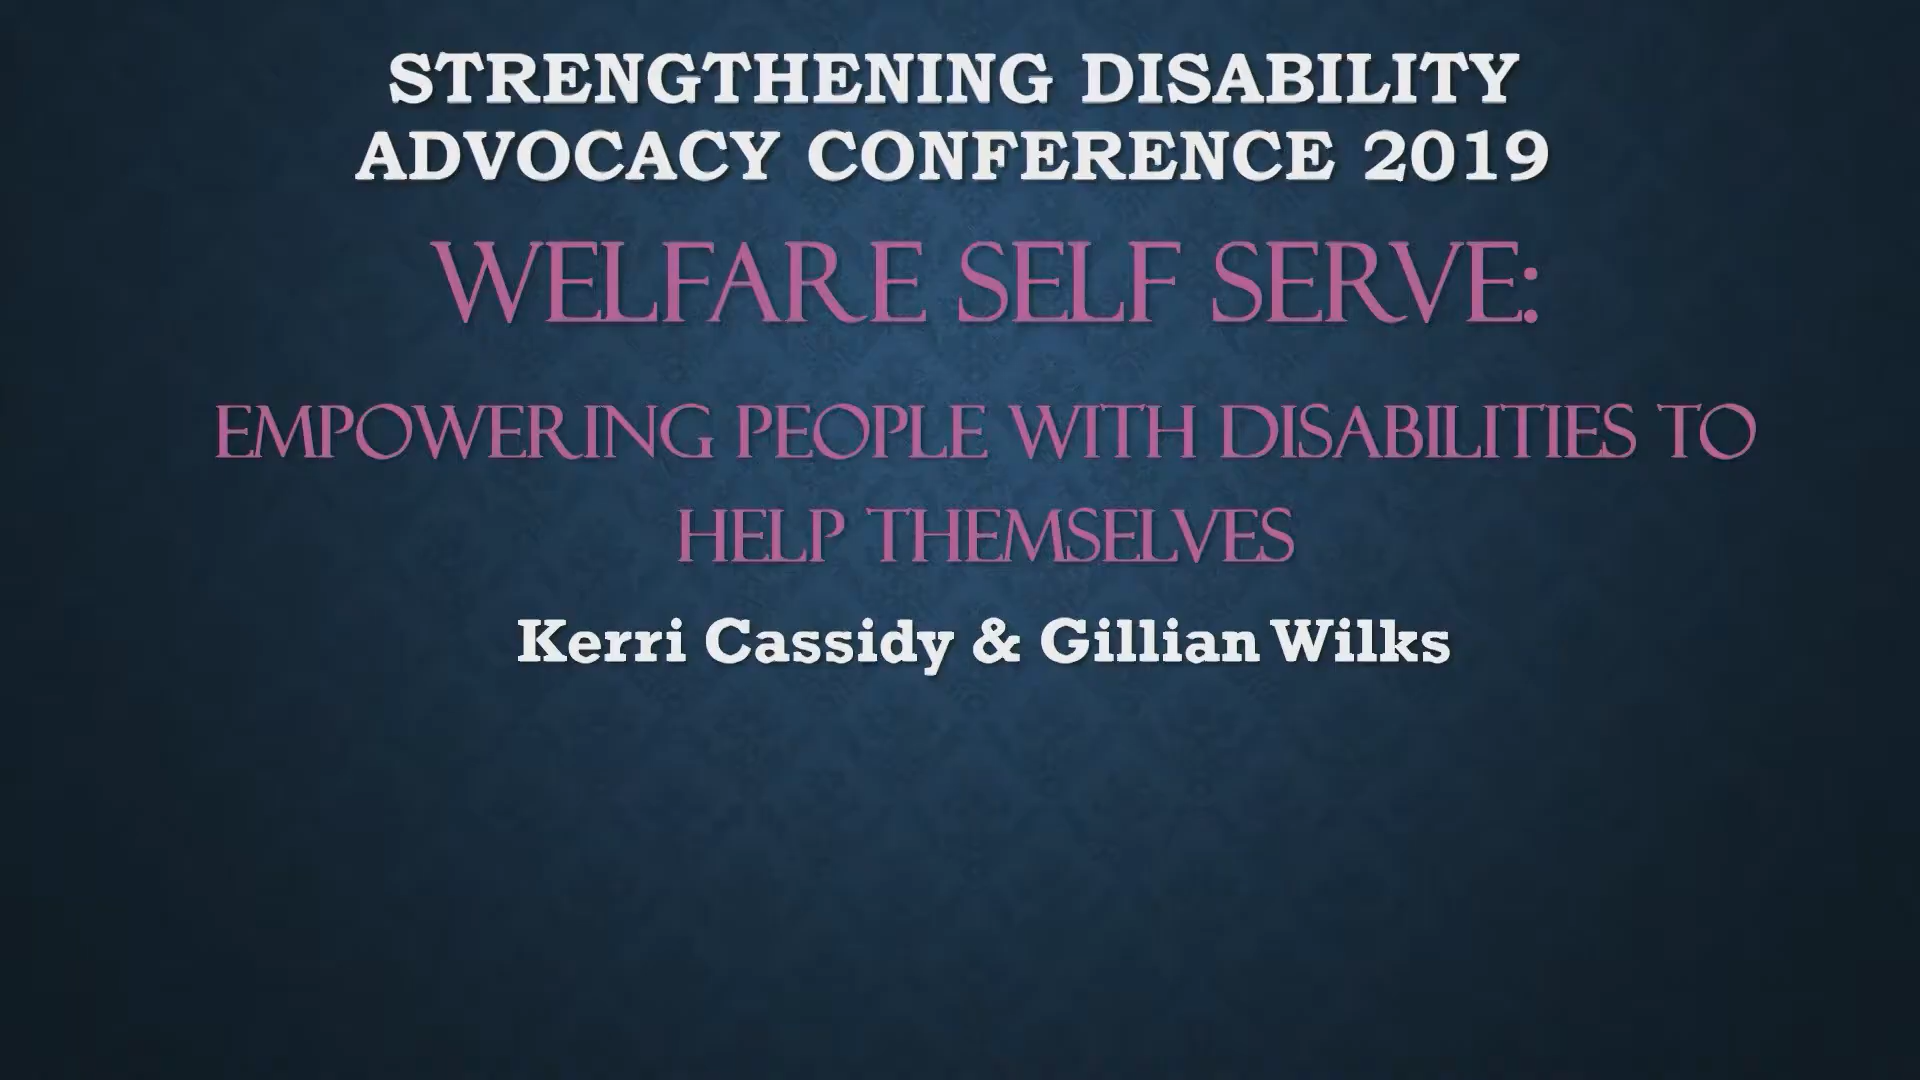 STRENGTHENING DISABILITY
ADVOCACY CONFERENCE 2019
WELFARE SELF SERVE:
EMPOWERING PEOPLE WITH DISABILITIES TO
HELP THEMSELVES
Kerri Cassidy & Gillian Wilks